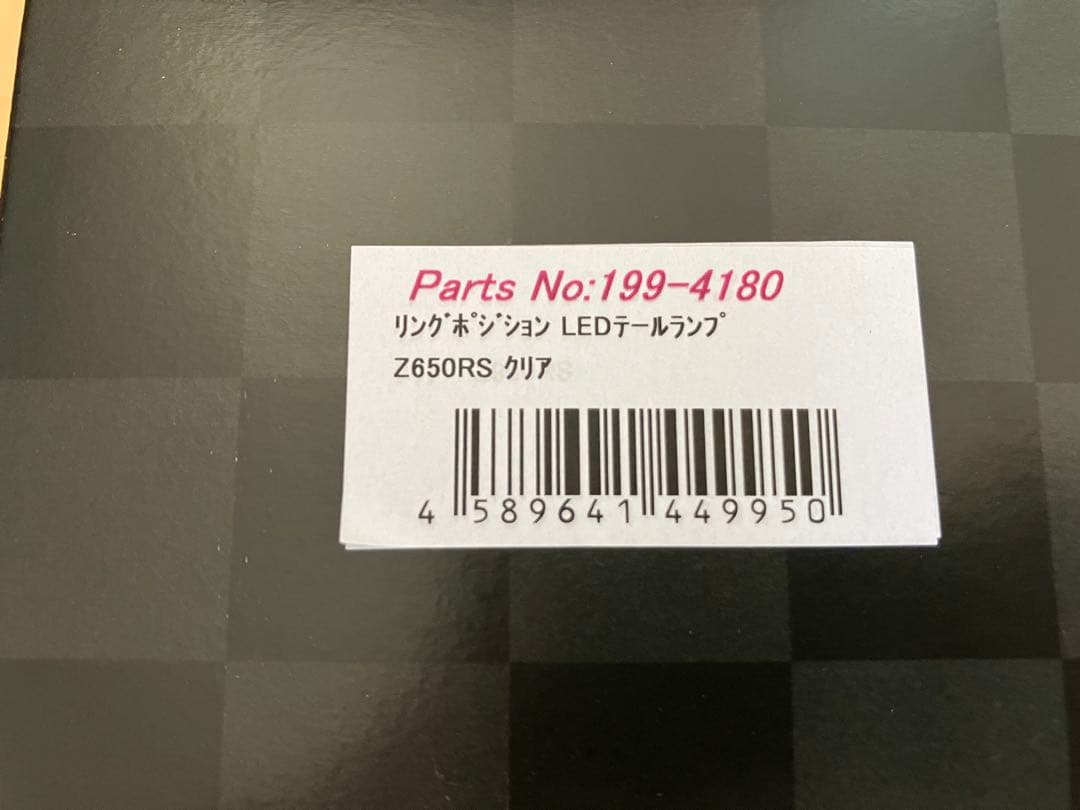 Parts No:199-4180
ﾘﾝｸﾞﾎﾟｼﾞｼｮﾝ LEDﾃｰﾙﾗﾝﾌﾟ
Z650RS ｸﾘｱ
4 589641 449950